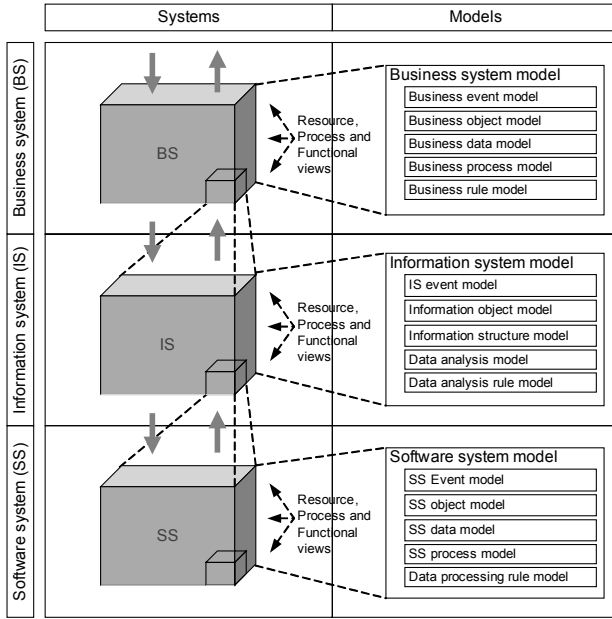 Systems
Models
Business system (BS)
BS
Resource,
Process and
Functional
views
Business system model
Business event model
Business object model
Business data model
Business process model
Business rule model
Information system (IS)
IS
Resource,
Process and
Functional
views
Information system model
IS event model
Information object model
Information structure model
Data analysis model
Data analysis rule model
Software system (SS)
SS
Resource,
Process and
Functional
views
Software system model
SS Event model
SS object model
SS data model
SS process model
Data processing rule model